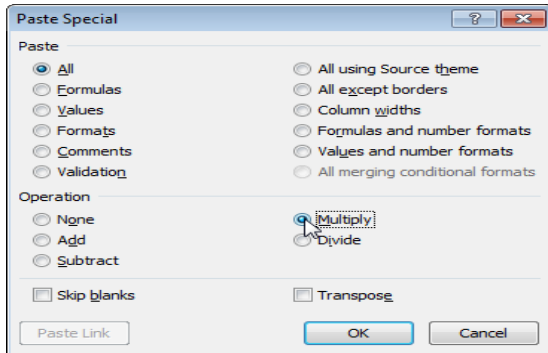 Paste Special
Paste
All
Formulas
Values
Formats
Comments
Validation
All using Source theme
All except borders
Column widths
Formulas and number formats
Values and number formats
All merging conditional formats
Operation
None
Add
Subtract
Multiply
Divide
Skip blanks
Transpose
Paste Link
OK
Cancel